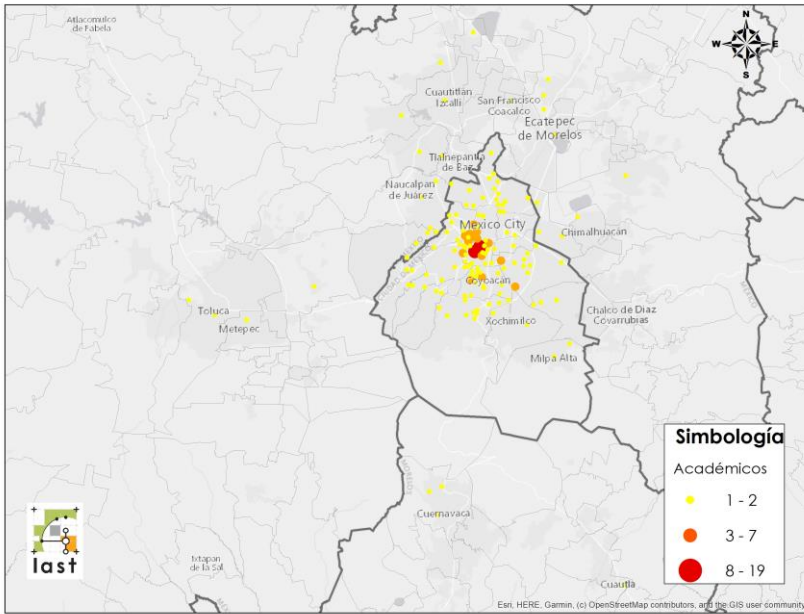 Atlacomulco
de Fabela
N
W
E
S
Cuautitlán
Izcalli
San Francisco
Coacalco
Ecatepec
de Morelos
Tlalnepantla
de Baz
Naucalpan
de Juárez
Mexico City
Chimalhuacan
Coyoacán
Toluca
Metepec
Xochimilco
Chalco de Díaz
Covarrubias
Milpa Alta
MORELOS
Cuernavaca
Ixtapan
de la Sal
Cuautla
Simbología
Académicos
1 - 2
3 - 7
8 - 19
last
Esri, HERE, Garmin, (c) OpenStreetMap contributors, and the GIS user community